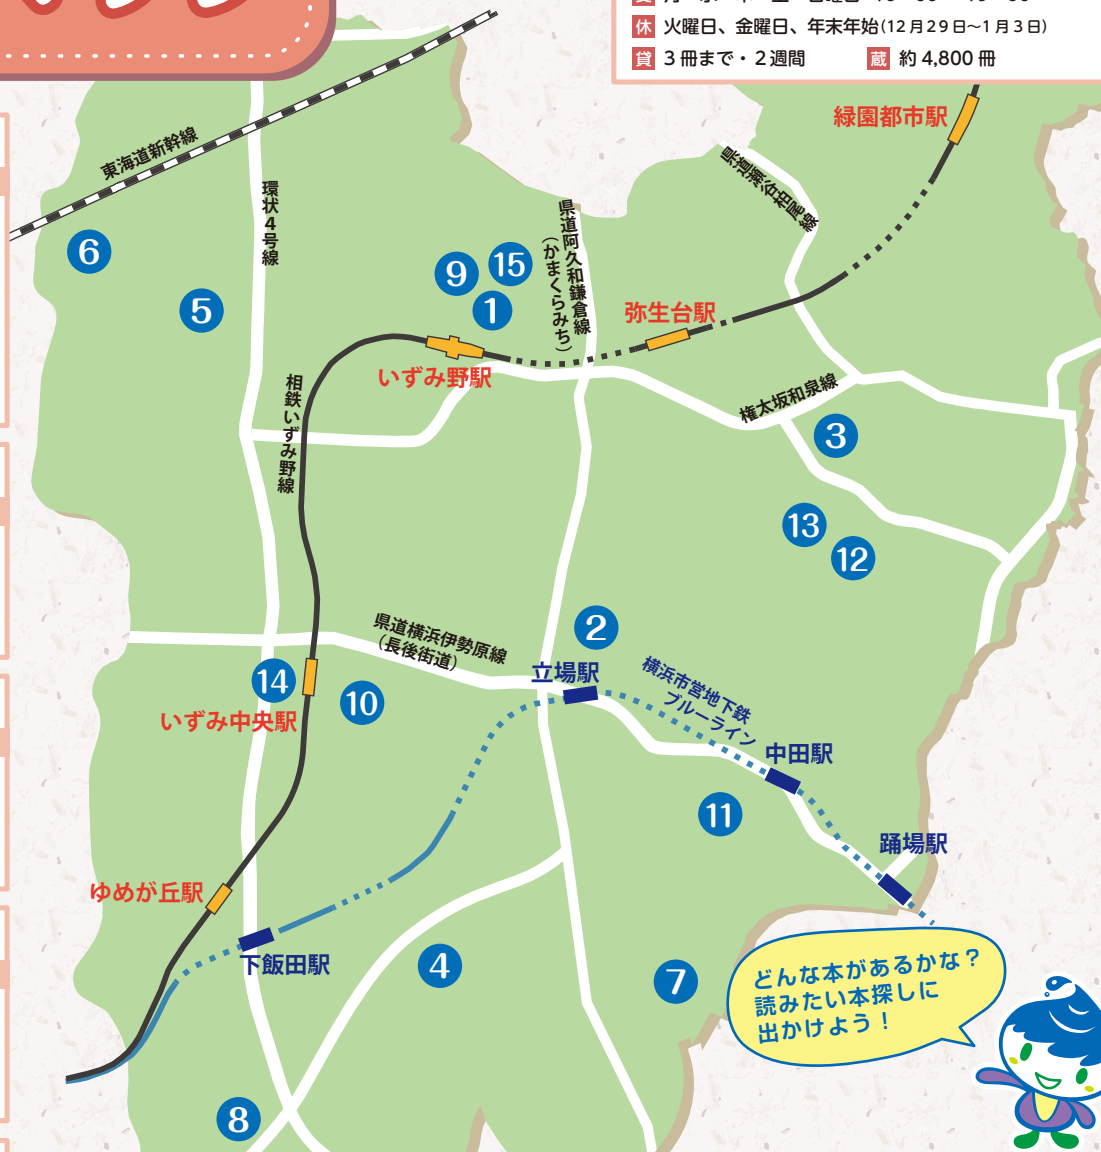 休 火曜日、金曜日、年末年始(12月29日～1月3日)
貸 3冊まで・2週間
蔵 約4,800冊
緑園都市駅
東海道新幹線
環状4号線
県道瀬谷柏尾線
県道阿久和鎌倉線
(かまくらみち)
6
5
9
15
1
弥生台駅
いずみ野駅
相鉄いずみ野線
権太坂和泉線
3
13
12
県道横浜伊勢原線
(長後街道)
2
立場駅
横浜市営地下鉄
ブルーライン
14
10
いずみ中央駅
中田駅
11
踊場駅
ゆめが丘駅
下飯田駅
4
7
どんな本があるかな?
読みたい本探しに
出かけよう!
8